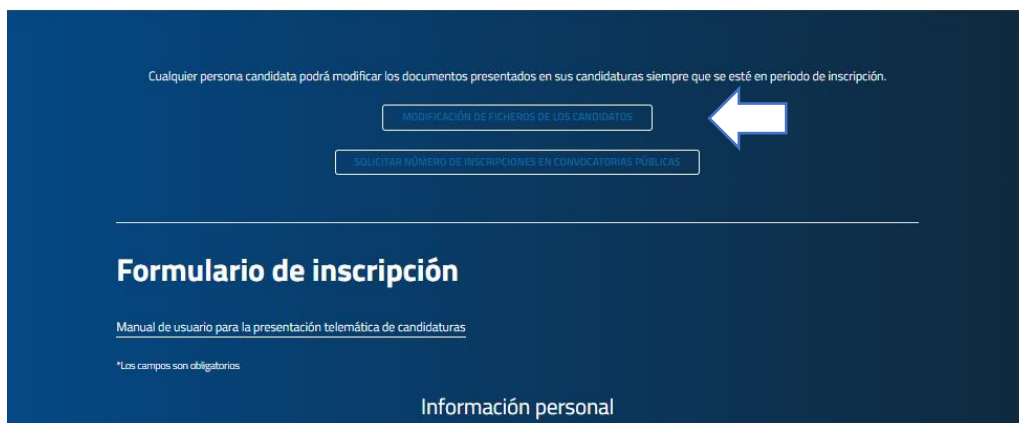 Cualquier persona candidata podrá modificar los documentos presentados en sus candidaturas siempre que se esté en periodo de inscripción.
MODIFICACIÓN DE FICHEROS DE LOS CANDIDATOS
SOLICITAR NÚMERO DE INSCRIPCIONES EN CONVOCATORIAS PÚBLICAS
Formulario de inscripción
Manual de usuario para la presentación telemática de candidaturas
*Los campos son obligatorios
Información personal